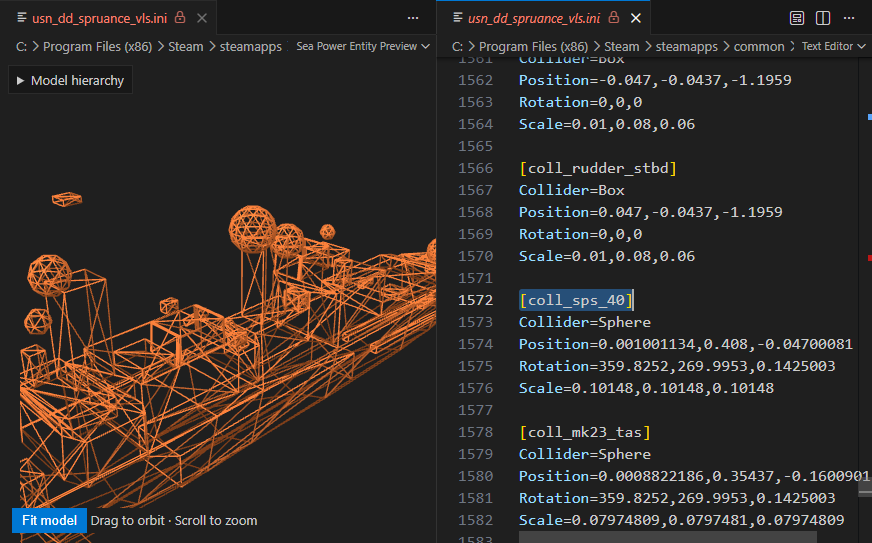 usn_dd_spruance_vls.ini
C: > Program Files (x86) > Steam > steamapps Sea Power Entity Preview
Model hierarchy
Fit model Drag to orbit · Scroll to zoom
usn_dd_spruance_vls.ini
C: > Program Files (x86) > Steam > steamapps > common > Text Editor
1561 Collider=Box
1562 Position=-0.047,-0.0437,-1.1959
1563 Rotation=0,0,0
1564 Scale=0.01,0.08,0.06
1565
1566 [coll_rudder_stbd]
1567 Collider=Box
1568 Position=0.047,-0.0437,-1.1959
1569 Rotation=0,0,0
1570 Scale=0.01,0.08,0.06
1571
1572 [coll_sps_40]
1573 Collider=Sphere
1574 Position=0.001001134,0.408,-0.04700081
1575 Rotation=359.8252,269.9953,0.1425003
1576 Scale=0.10148,0.10148,0.10148
1577
1578 [coll_mk23_tas]
1579 Collider=Sphere
1580 Position=0.0008822186,0.35437,-0.1600901
1581 Rotation=359.8252,269.9953,0.1425003
1582 Scale=0.07974809,0.0797481,0.07974809
1583